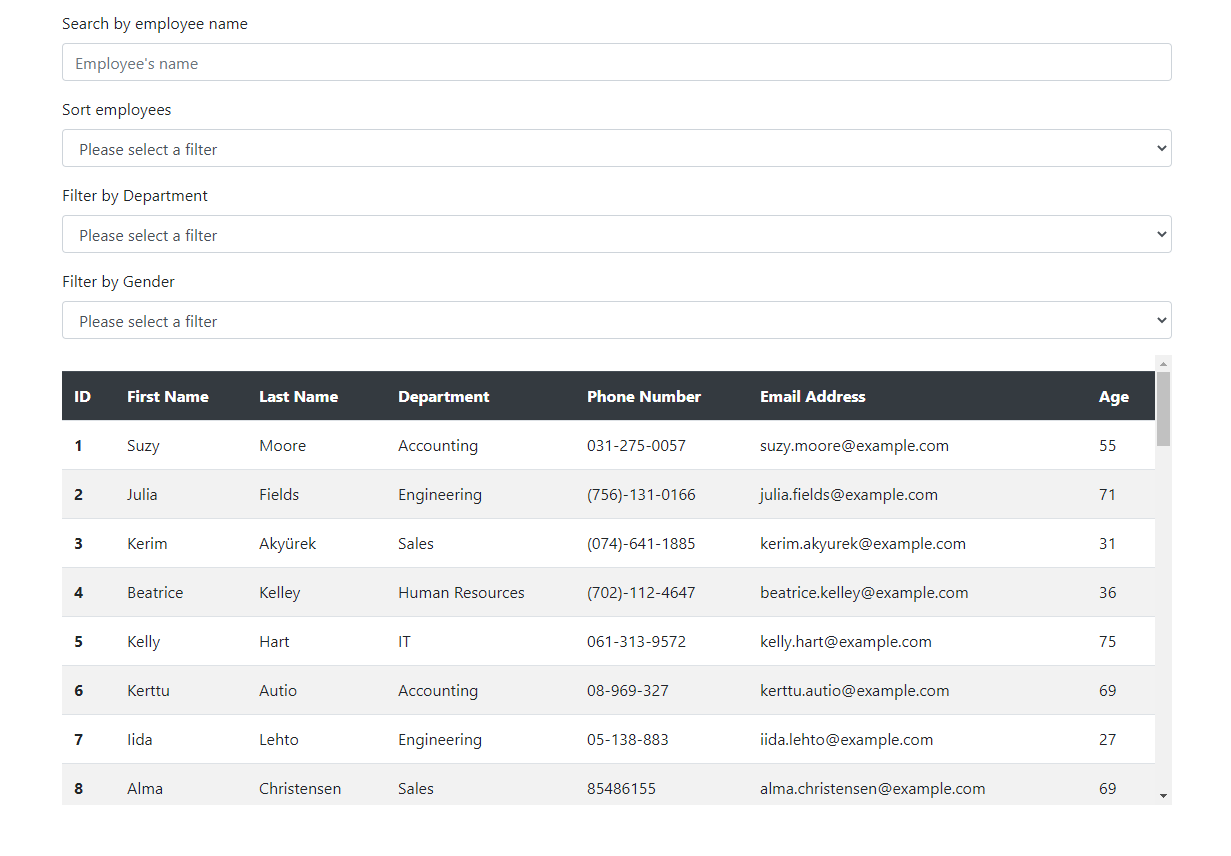 Search by employee name
Employee's name
Sort employees
Please select a filter
Filter by Department
Please select a filter
Filter by Gender
Please select a filter
ID First Name Last Name Department Phone Number Email Address Age
1 Suzy Moore Accounting 031-275-0057 suzy.moore@example.com 55
2 Julia Fields Engineering (756)-131-0166 julia.fields@example.com 71
3 Kerim Akyürek Sales (074)-641-1885 kerim.akyurek@example.com 31
4 Beatrice Kelley Human Resources (702)-112-4647 beatrice.kelley@example.com 36
5 Kelly Hart IT 061-313-9572 kelly.hart@example.com 75
6 Kerttu Autio Accounting 08-969-327 kerttu.autio@example.com 69
7 Iida Lehto Engineering 05-138-883 iida.lehto@example.com 27
8 Alma Christensen Sales 85486155 alma.christensen@example.com 69